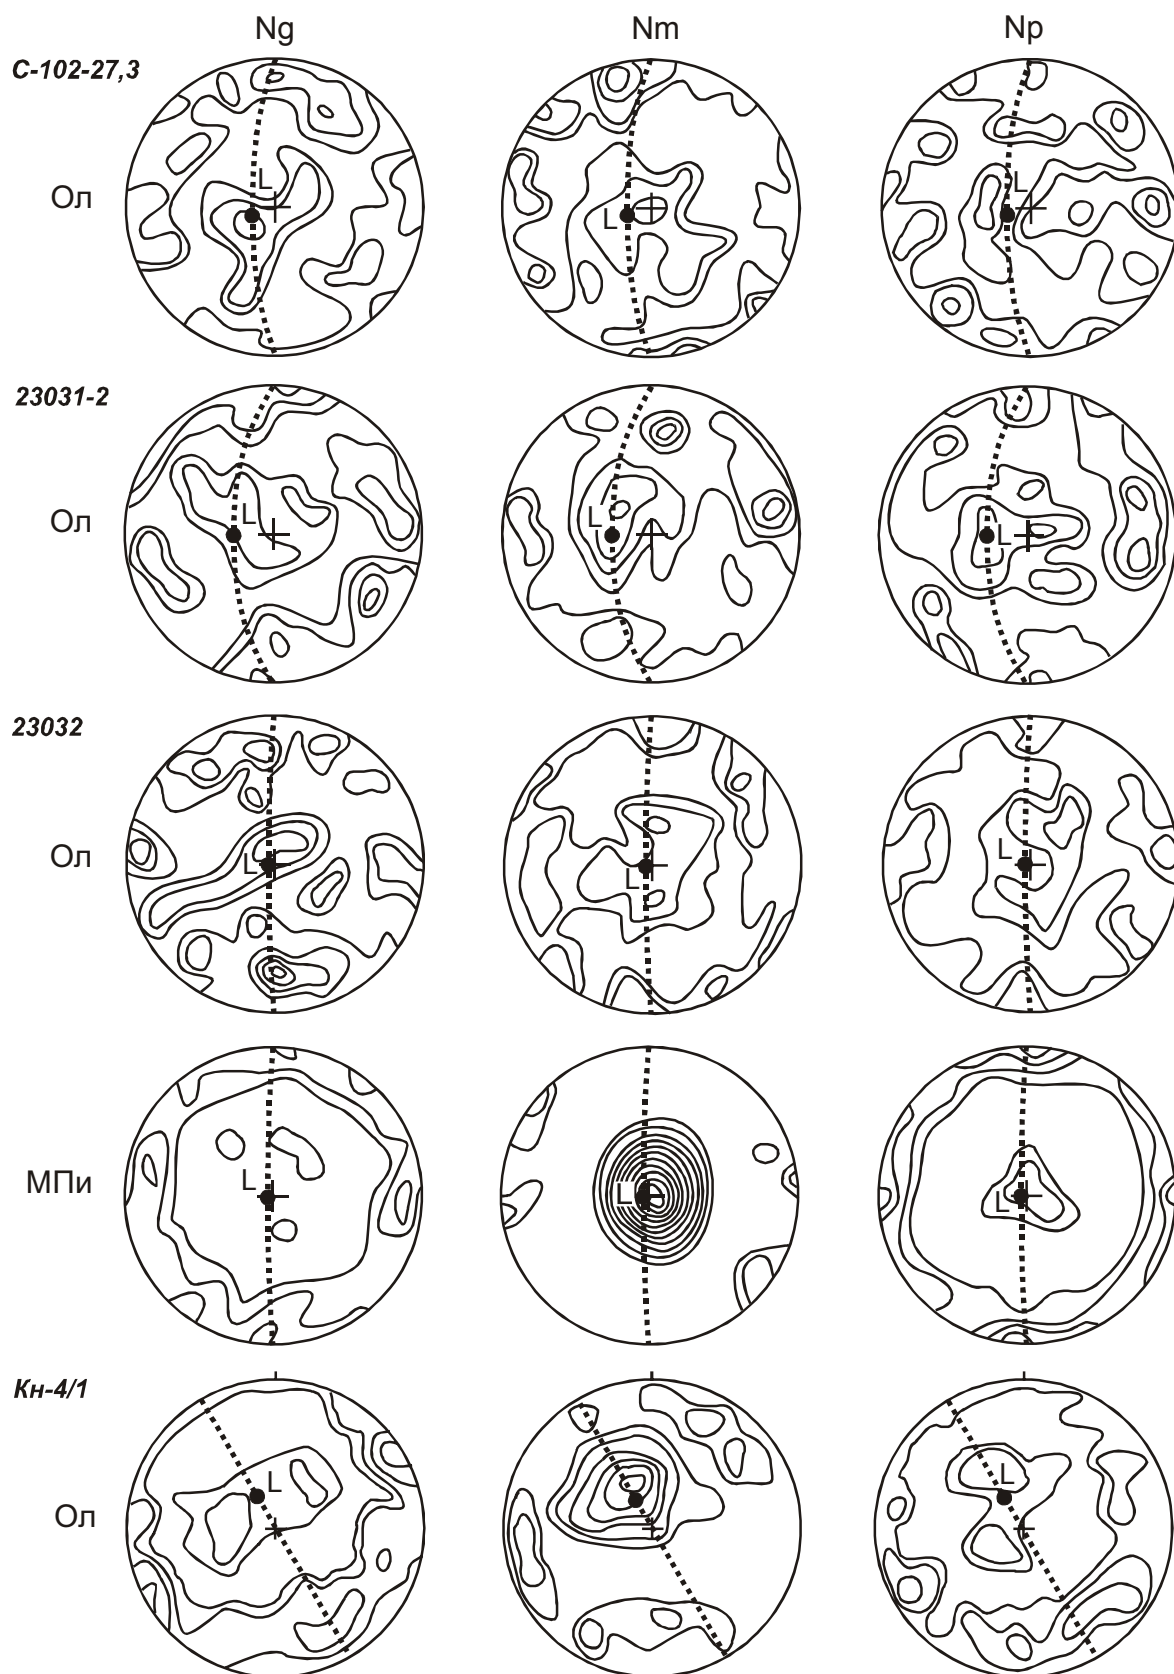 Ng Nm Np
С-102-27,3
Ол L L L
23031-2
Ол L L L
23032
Ол L L L
МПи L L L
Кн-4/1
Ол L L